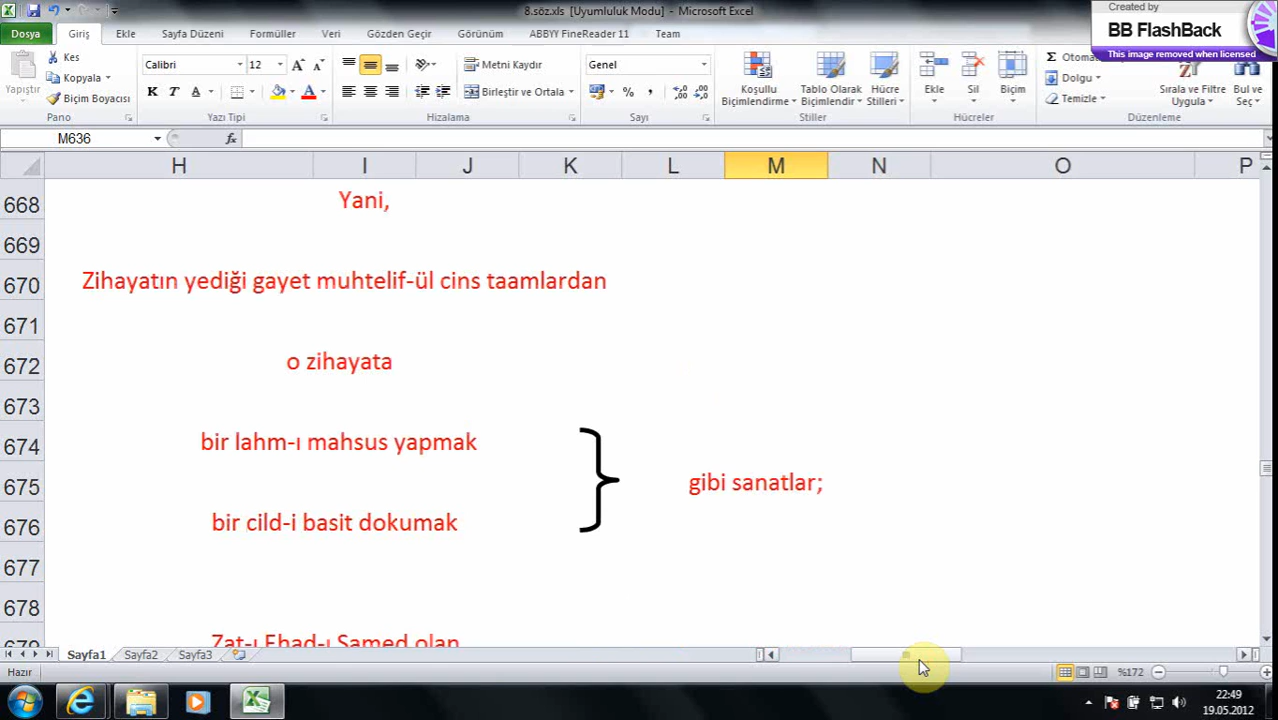 8.söz.xls [Uyumluluk Modu] - Microsoft Excel
Created by
BB FlashBack
This image removed when licensed
Dosya Giriş Ekle Sayfa Düzeni Formüller Veri Gözden Geçir Görünüm ABBYY FineReader 11 Team
Yapıştır
Kes
Kopyala
Biçim Boyacısı
Calibri 12
K T A
Metni Kaydır
Birleştir ve Ortala
Genel
Koşullu Biçimlendirme
Tablo Olarak Biçimlendir
Hücre Stilleri
Ekle Sil Biçim
Σ Otoma
Dolgu
Temizle
Sırala ve Filtre Uygula
Bul ve Seç
Pano Yazı Tipi Hizalama Sayı Stiller Hücreler Düzenleme
M636 fx
H I J K L M N O P
668 Yani,
669
670 Zihayatın yediği gayet muhtelif-ül cins taamlardan
671
672 o zihayata
673
674 bir lahm-ı mahsus yapmak
675 gibi sanatlar;
676 bir cild-i basit dokumak
677
678
679 Zat-ı Ehad-ı Samed olan
Sayfa1 Sayfa2 Sayfa3
Hazır %172
22:49
19.05.2012